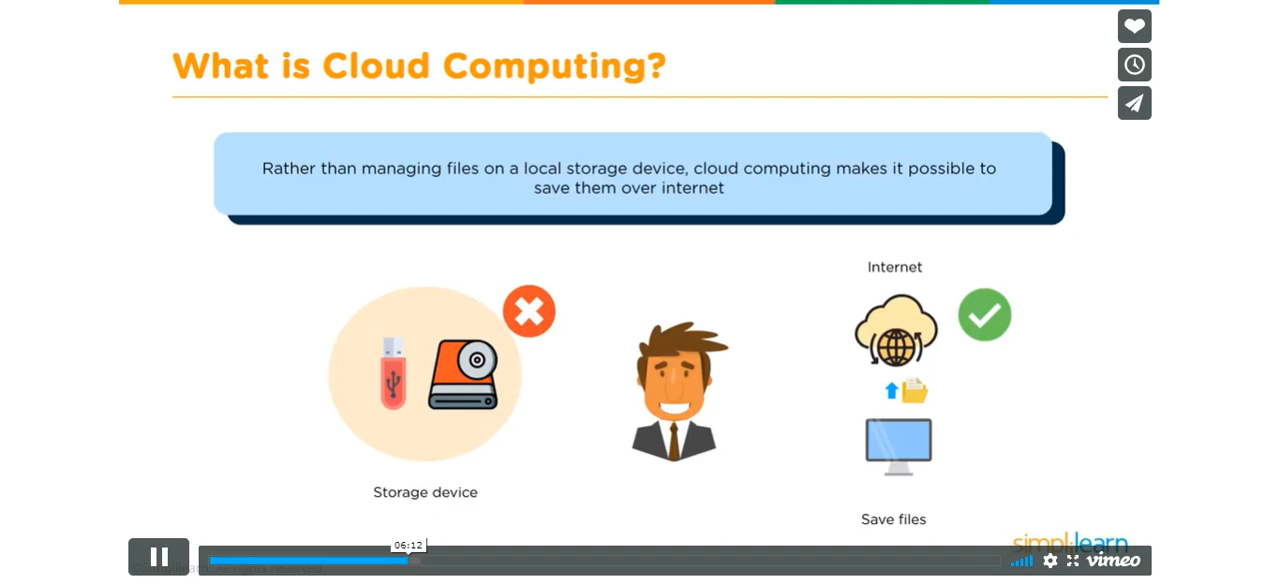 What is Cloud Computing?
Rather than managing files on a local storage device, cloud computing makes it possible to
save them over internet
Internet
Storage device
Save files
simplilearn
06:12
vimeo